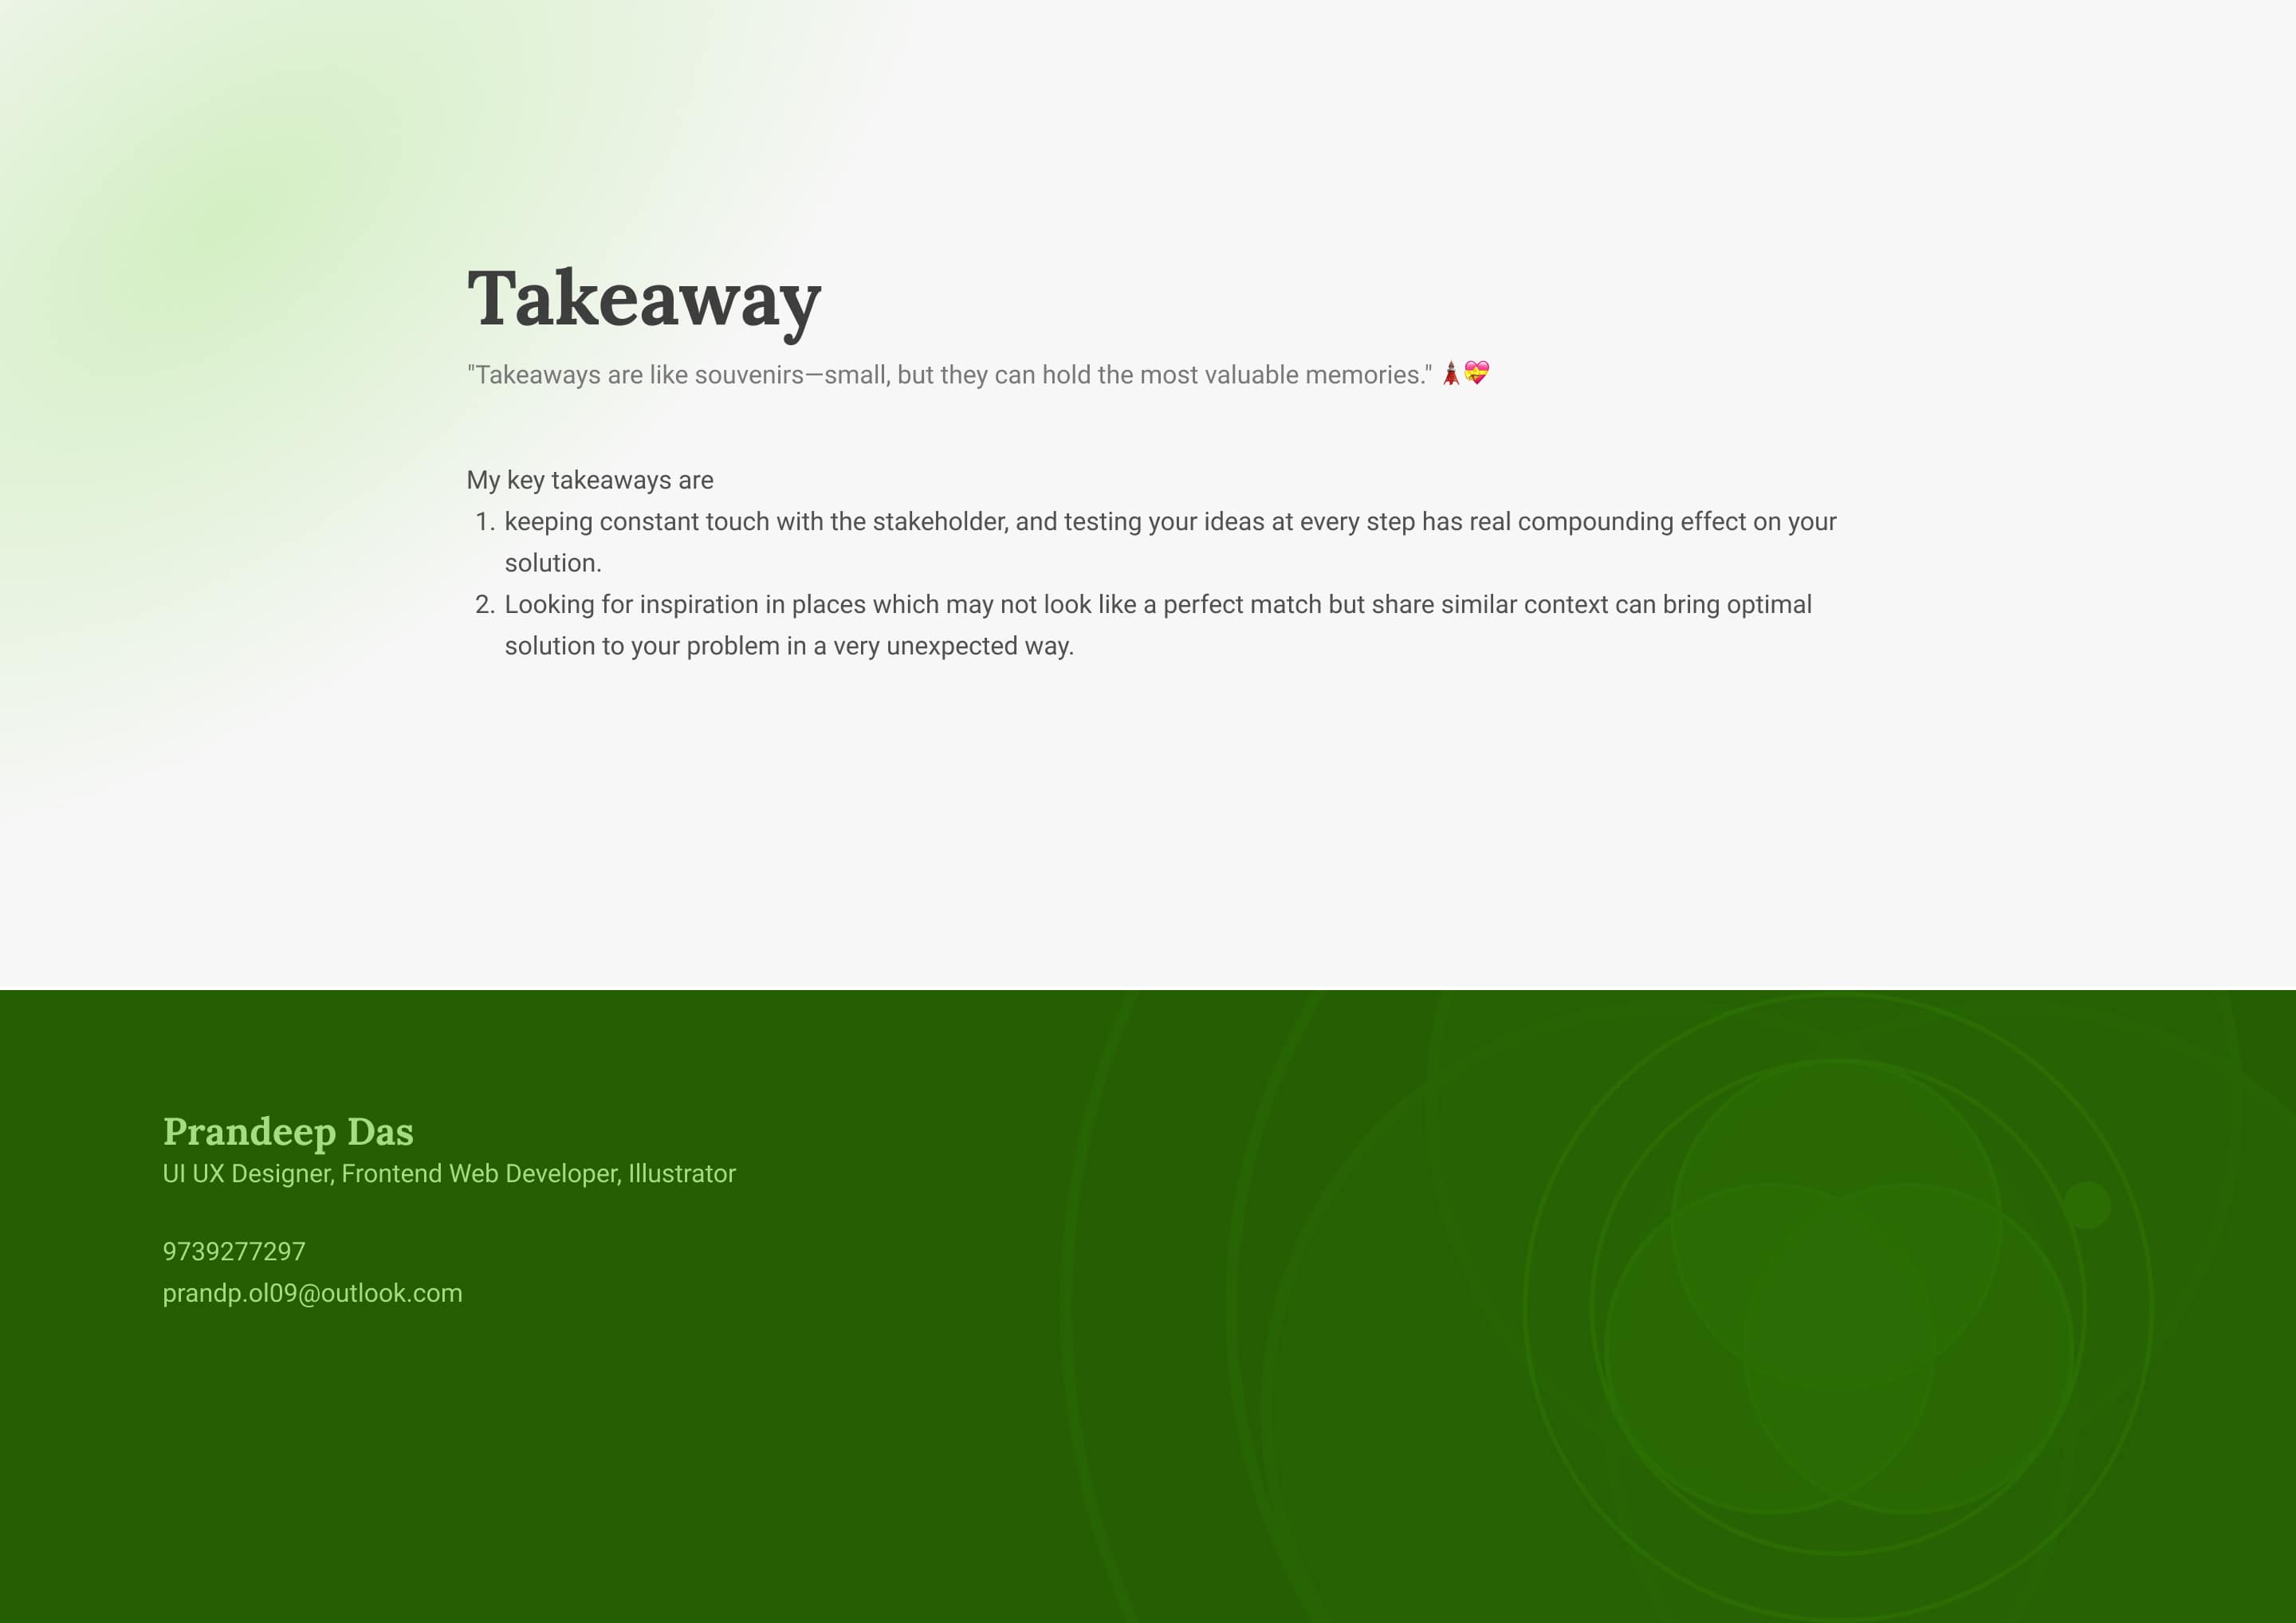 Takeaway
"Takeaways are like souvenirs—small, but they can hold the most valuable memories." 🗼💝
My key takeaways are
1. keeping constant touch with the stakeholder, and testing your ideas at every step has real compounding effect on your
solution.
2. Looking for inspiration in places which may not look like a perfect match but share similar context can bring optimal
solution to your problem in a very unexpected way.
Prandeep Das
UI UX Designer, Frontend Web Developer, Illustrator
9739277297
prandp.ol09@outlook.com